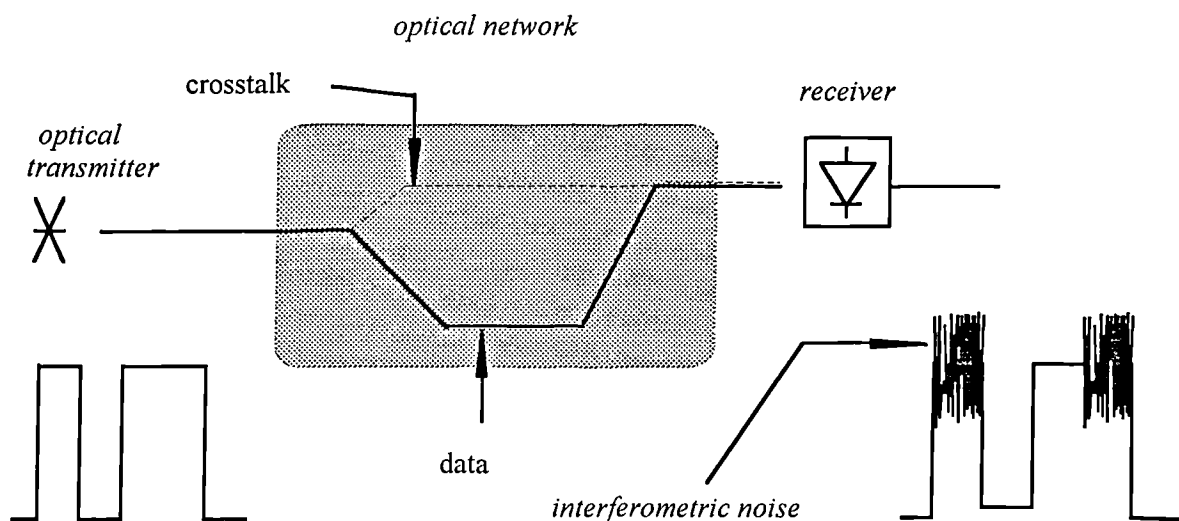 optical network
crosstalk
receiver
optical
transmitter
data
interferometric noise